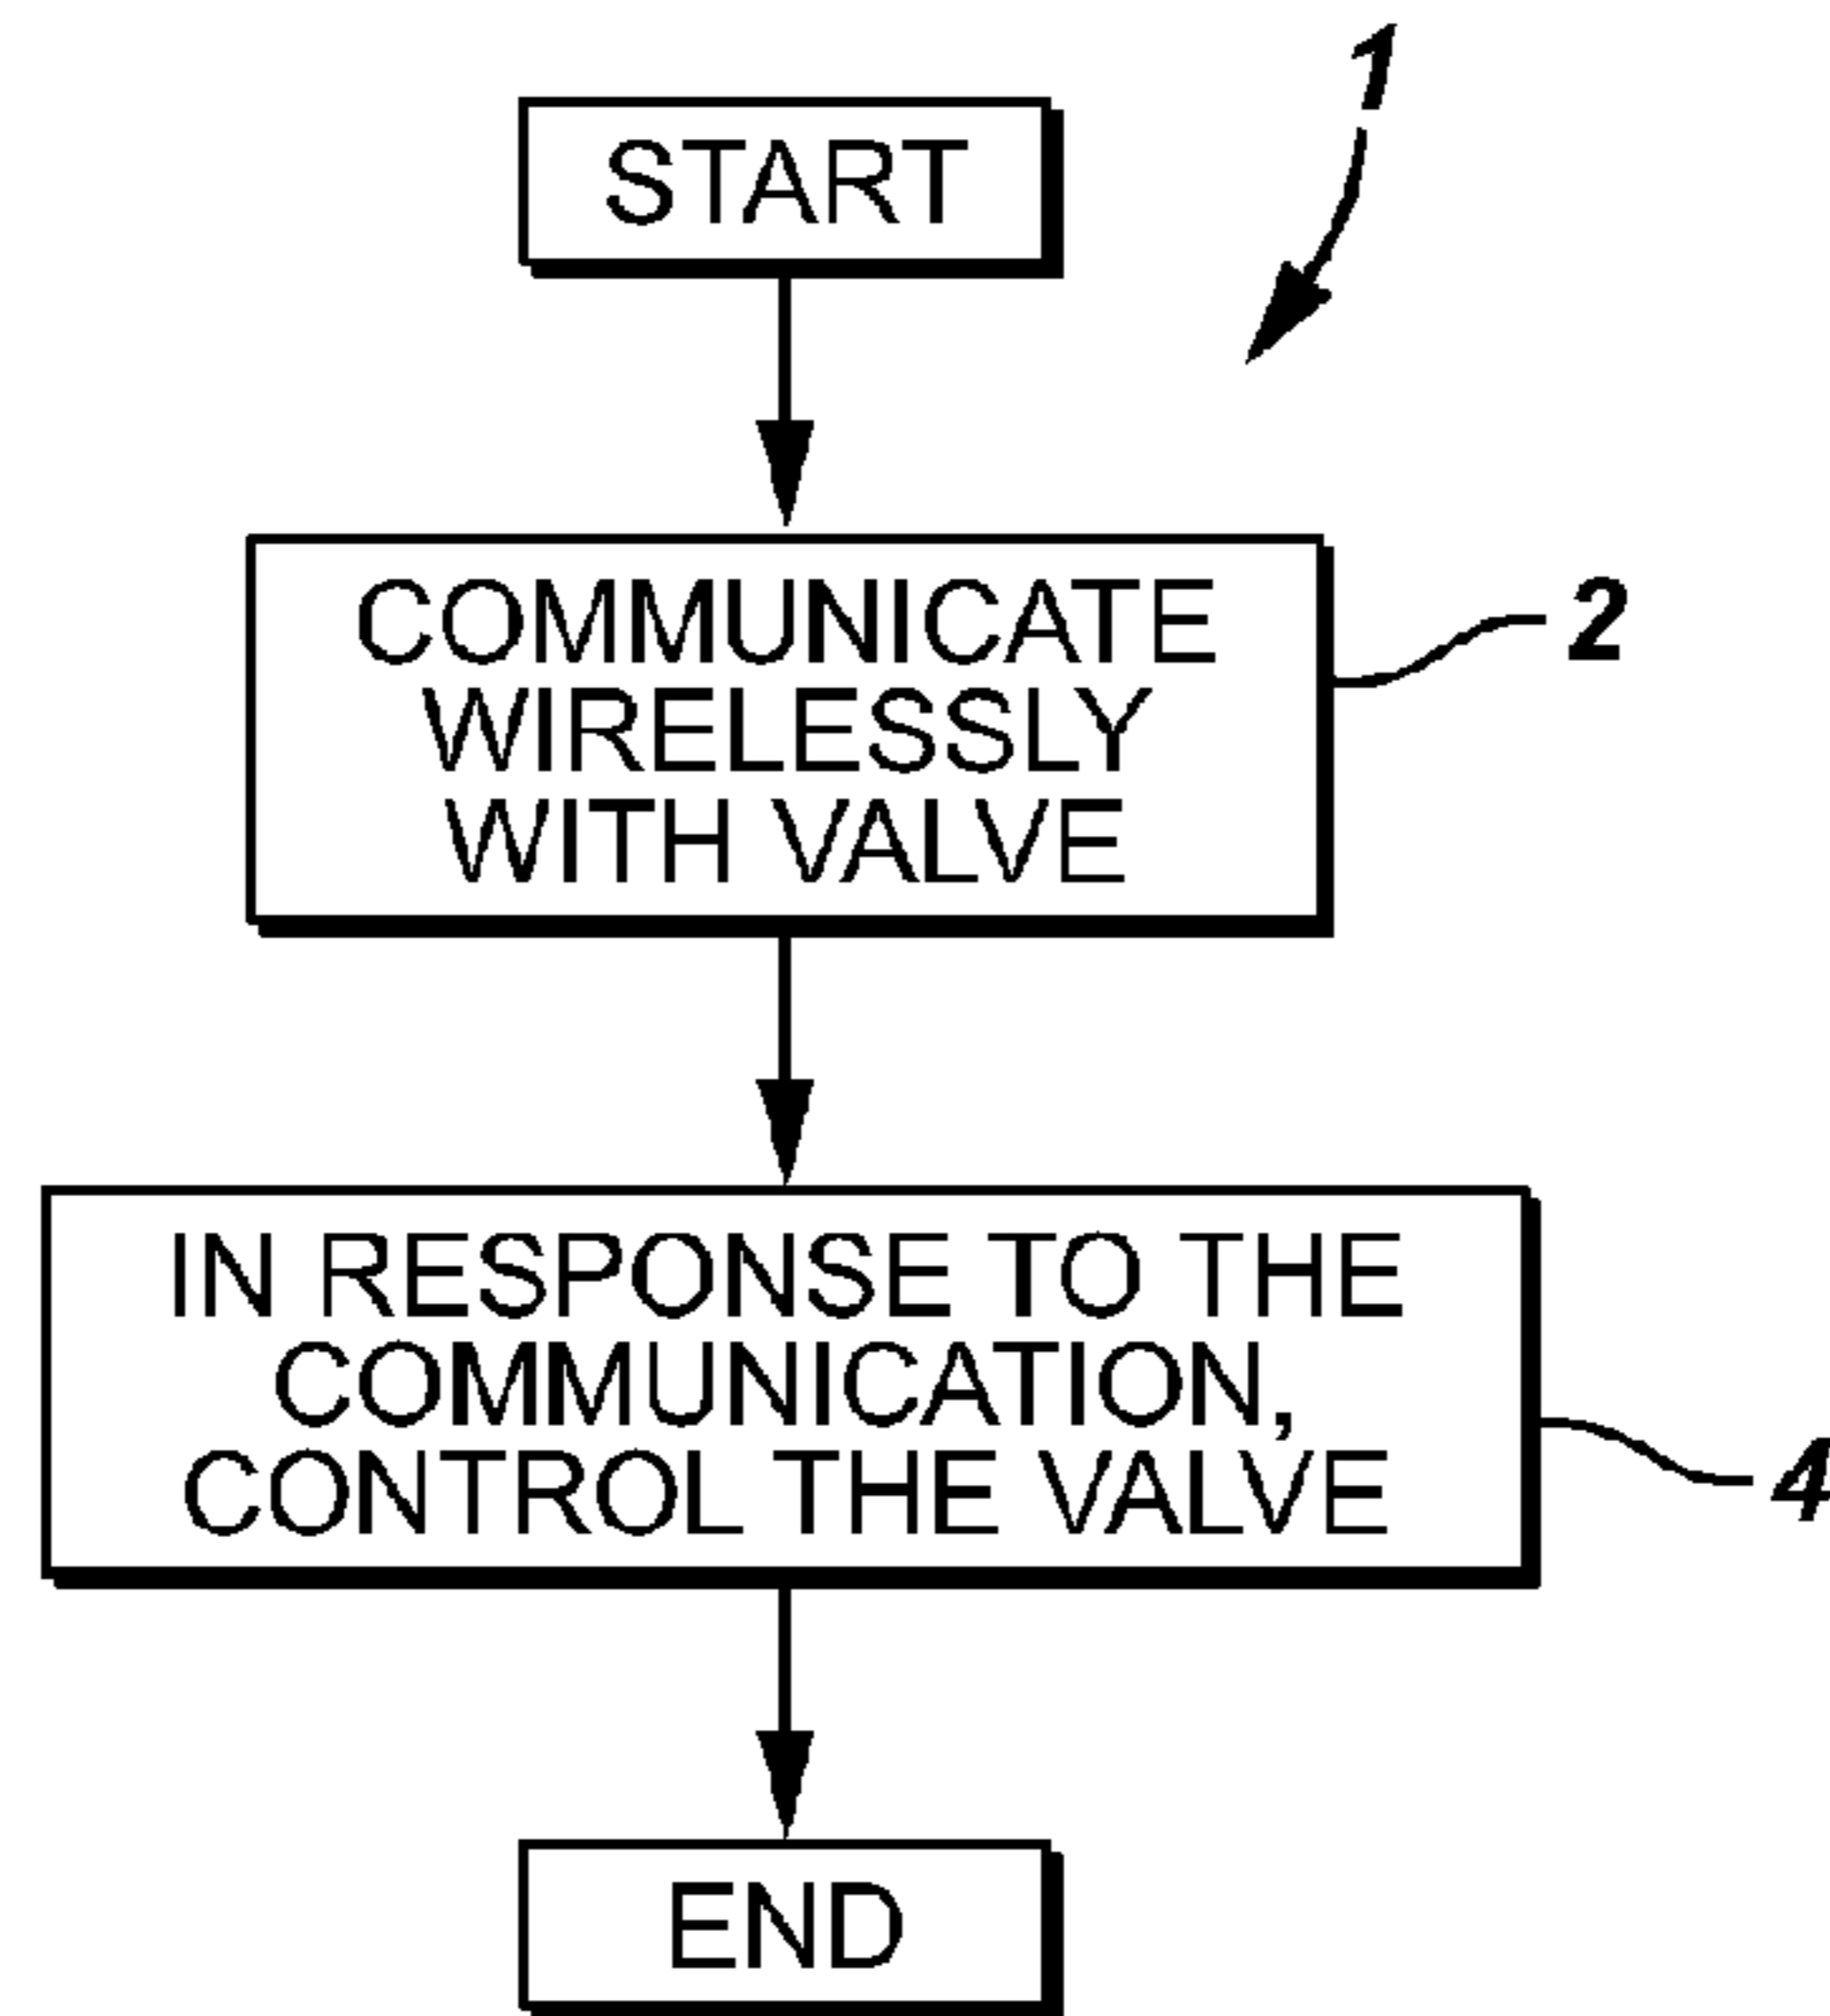 1
START
COMMUNICATE
WIRELESSLY
WITH VALVE
2
IN RESPONSE TO THE
COMMUNICATION,
CONTROL THE VALVE
4
END